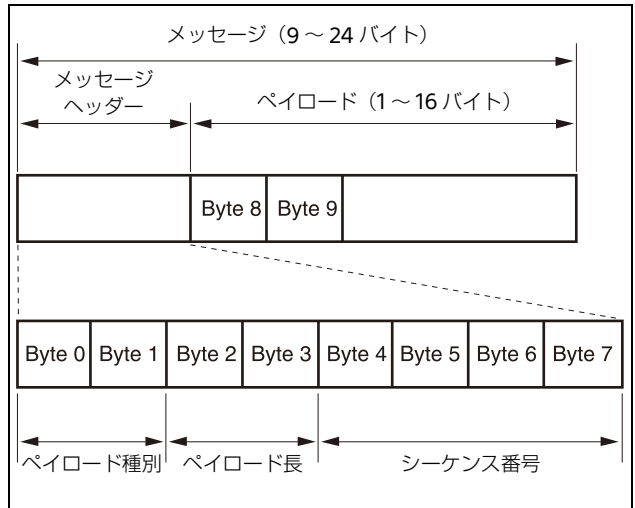 メッセージ（9 ～ 24 バイト）
メッセージ
ヘッダー
ペイロード（1 ～ 16 バイト）
Byte 8 Byte 9
Byte 0 Byte 1 Byte 2 Byte 3 Byte 4 Byte 5 Byte 6 Byte 7
ペイロード種別 ペイロード長 シーケンス番号